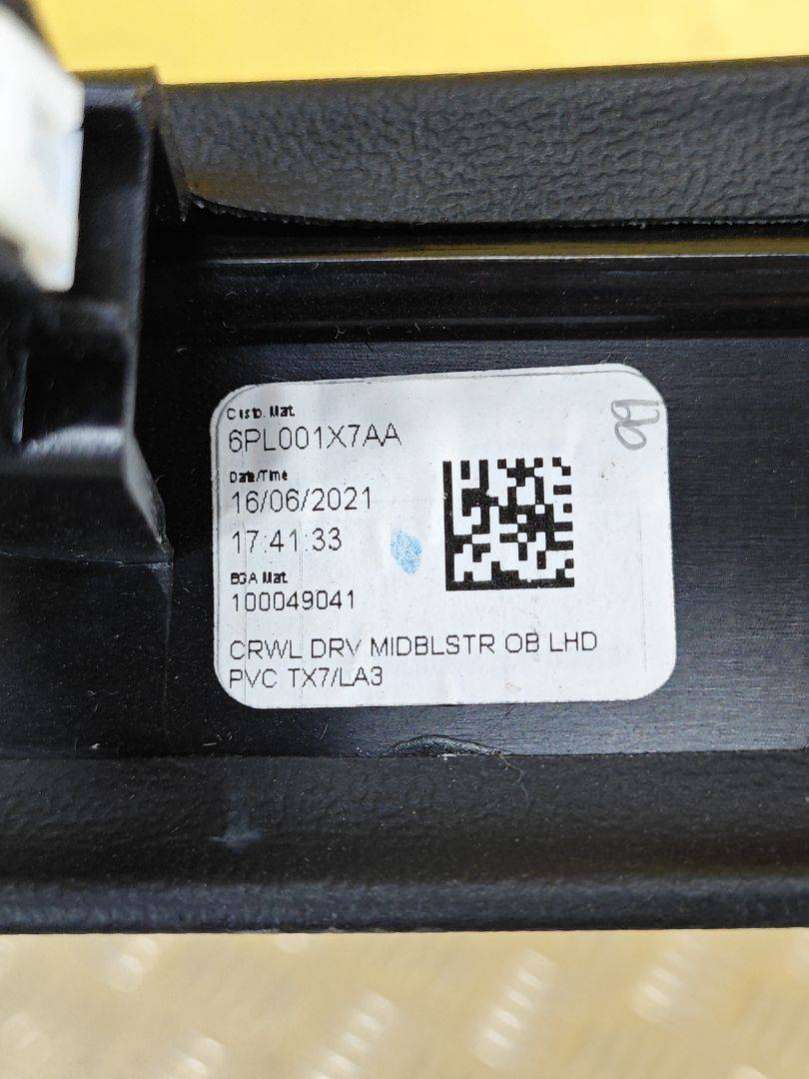 Cust. Mat.
6PL001X7AA
Date/Time
16/06/2021
17:41:33
BGA Mat.
100049041
CRWL DRV MIDBLSTR OB LHD
PVC TX7/LA3